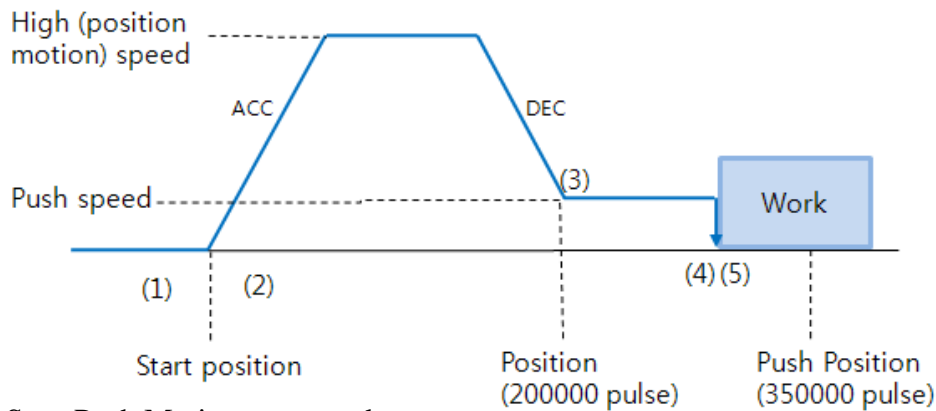 High (position
motion) speed
ACC
DEC
Push speed
(3)
Work
(1)
(2)
(4) (5)
Start position
Position
(200000 pulse)
Push Position
(350000 pulse)